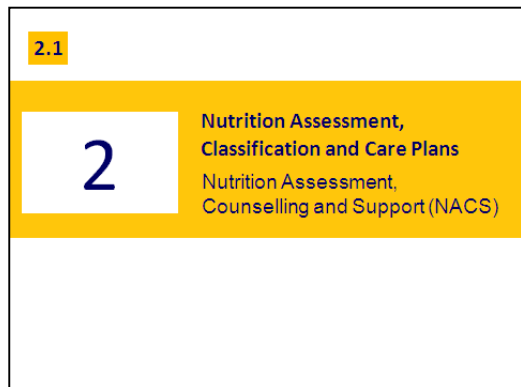 2.1
2
Nutrition Assessment,
Classification and Care Plans
Nutrition Assessment,
Counselling and Support (NACS)